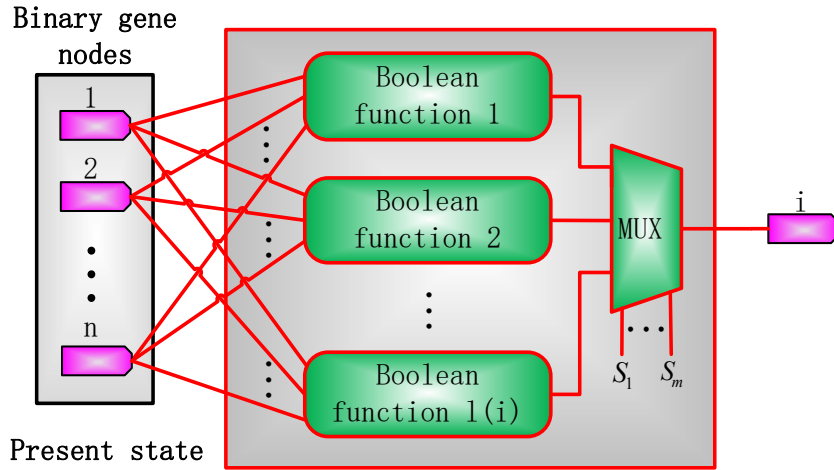 Binary gene
nodes
1
2
n
Present state
Boolean
function 1
Boolean
function 2
Boolean
function l(i)
MUX
S1
Sm
i